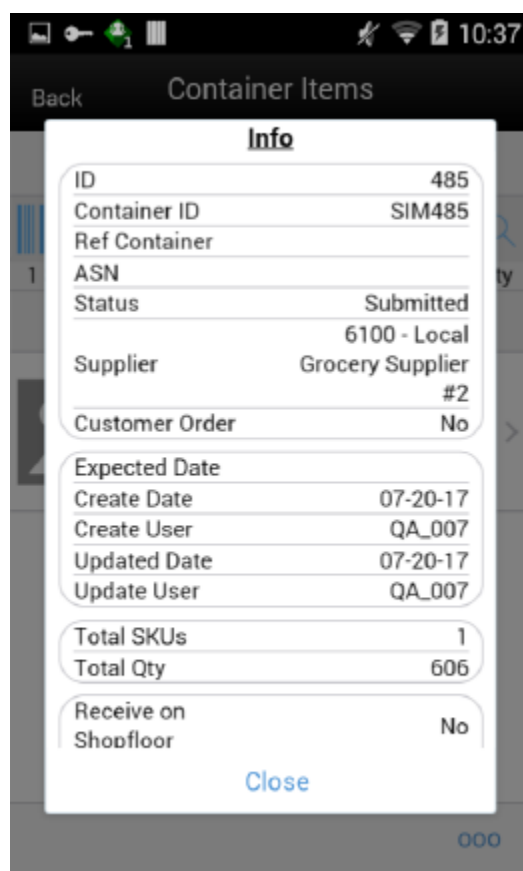 10:37
Back
Container Items
Info
ID 485
Container ID SIM485
Ref Container
ASN
Status Submitted
Supplier 6100 - Local
Grocery Supplier
#2
Customer Order No
Expected Date
Create Date 07-20-17
Create User QA_007
Updated Date 07-20-17
Update User QA_007
Total SKUs 1
Total Qty 606
Receive on
Shopfloor No
Close
1
ty